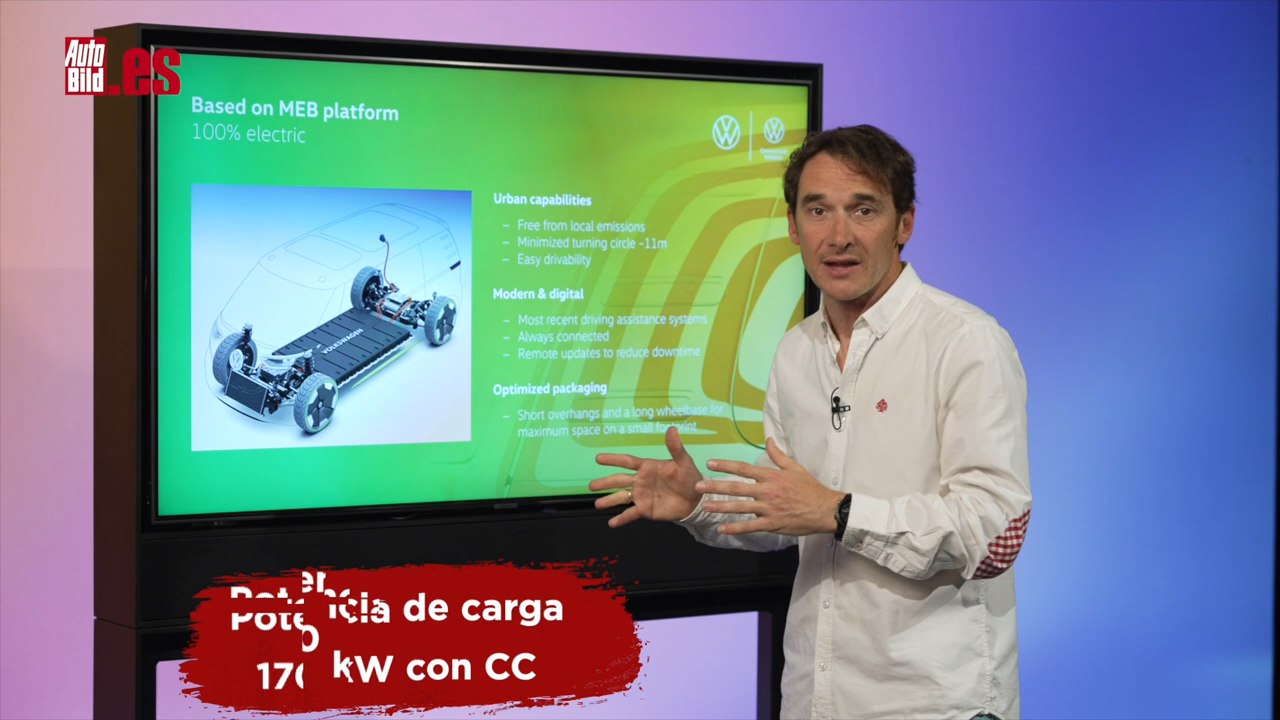 Auto
Bild.es
Based on MEB platform
100% electric
Urban capabilities
– Free from local emissions
– Minimized turning circle ~11m
– Easy drivability
Modern & digital
– Most recent driving assistance systems
– Always connected
– Remote updates to reduce downtime
Optimized packaging
– Short overhangs and a long wheelbase for
maximum space on a small footprint
VOLKSWAGEN
Potencia de carga
170 kW con CC